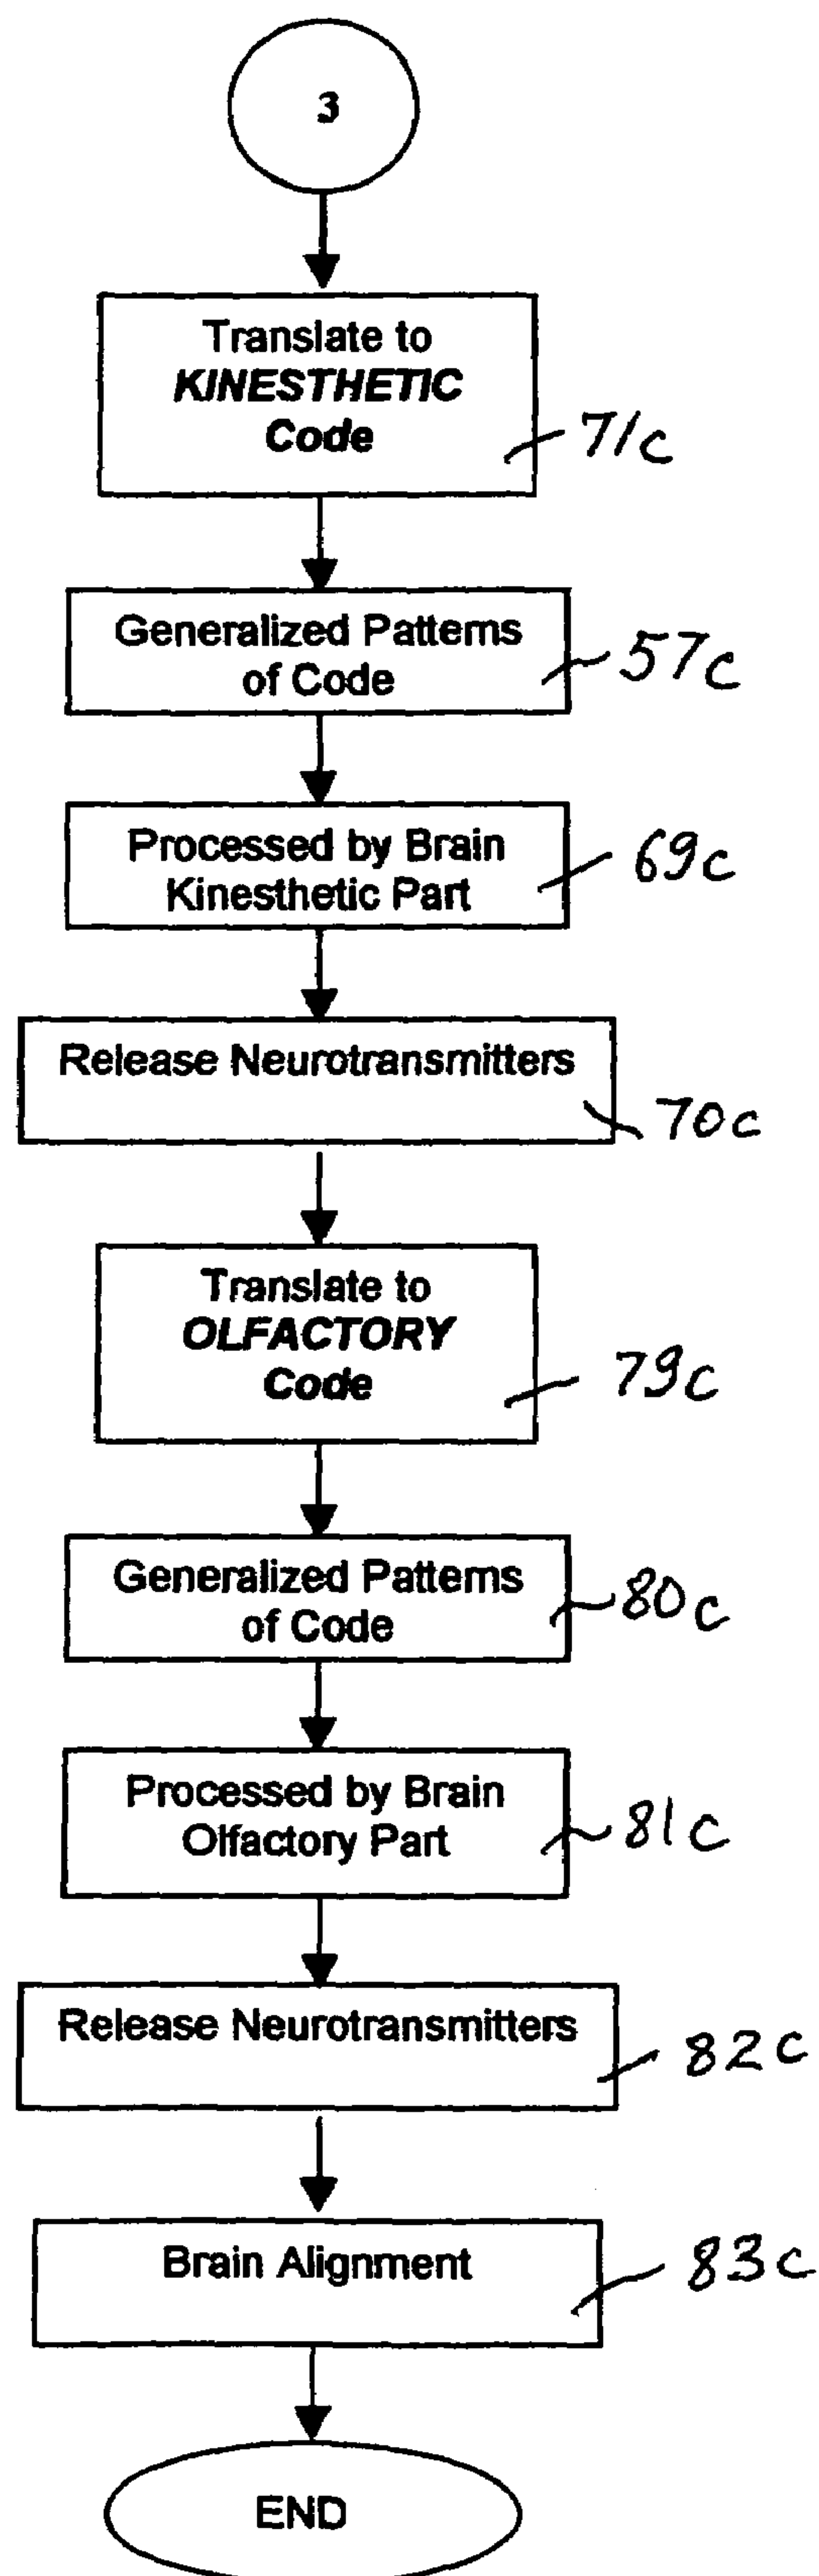 3
Translate to
KINESTHETIC
Code
71c
Generalized Patterns
of Code
57c
Processed by Brain
Kinesthetic Part
69c
Release Neurotransmitters
70c
Translate to
OLFACTORY
Code
79c
Generalized Patterns
of Code
80c
Processed by Brain
Olfactory Part
81c
Release Neurotransmitters
82c
Brain Alignment
83c
END